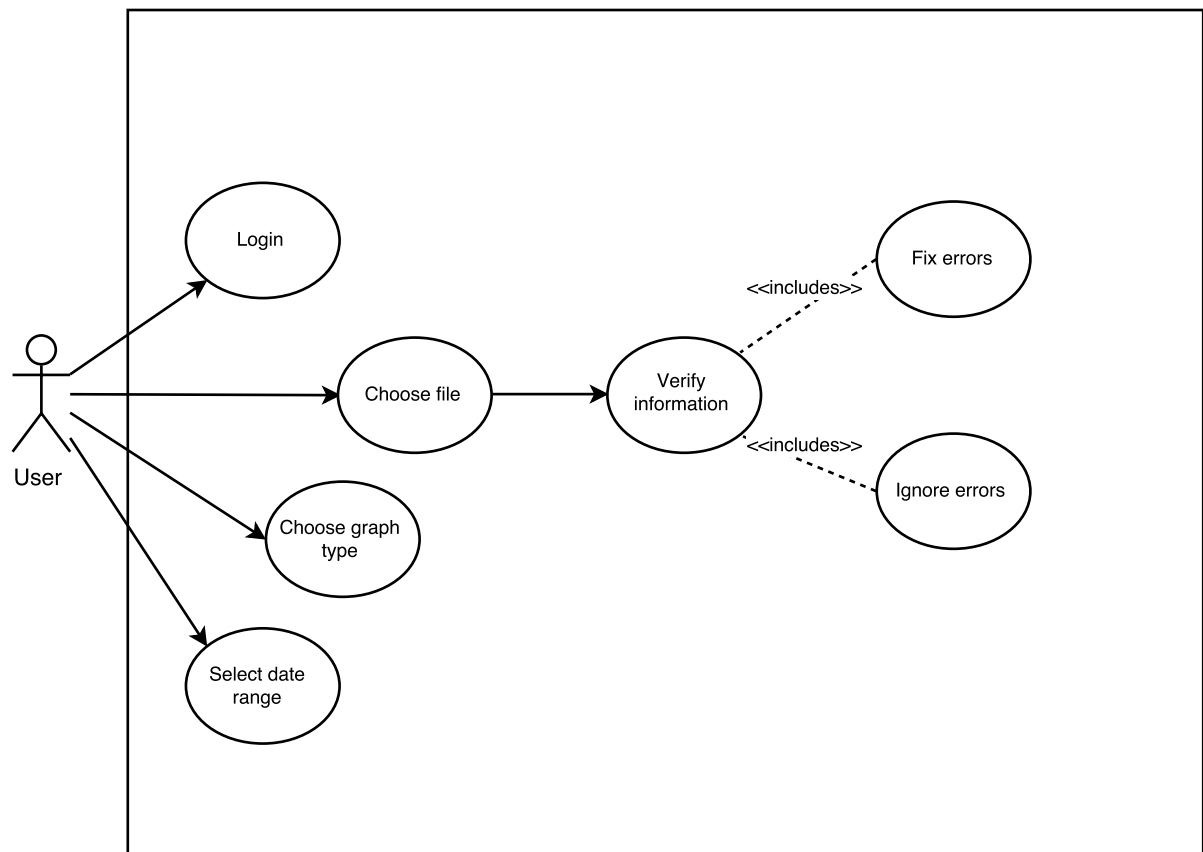 Login
Fix errors
<<includes>>
Choose file
Verify
information
<<includes>>
User
Ignore errors
Choose graph
type
Select date
range